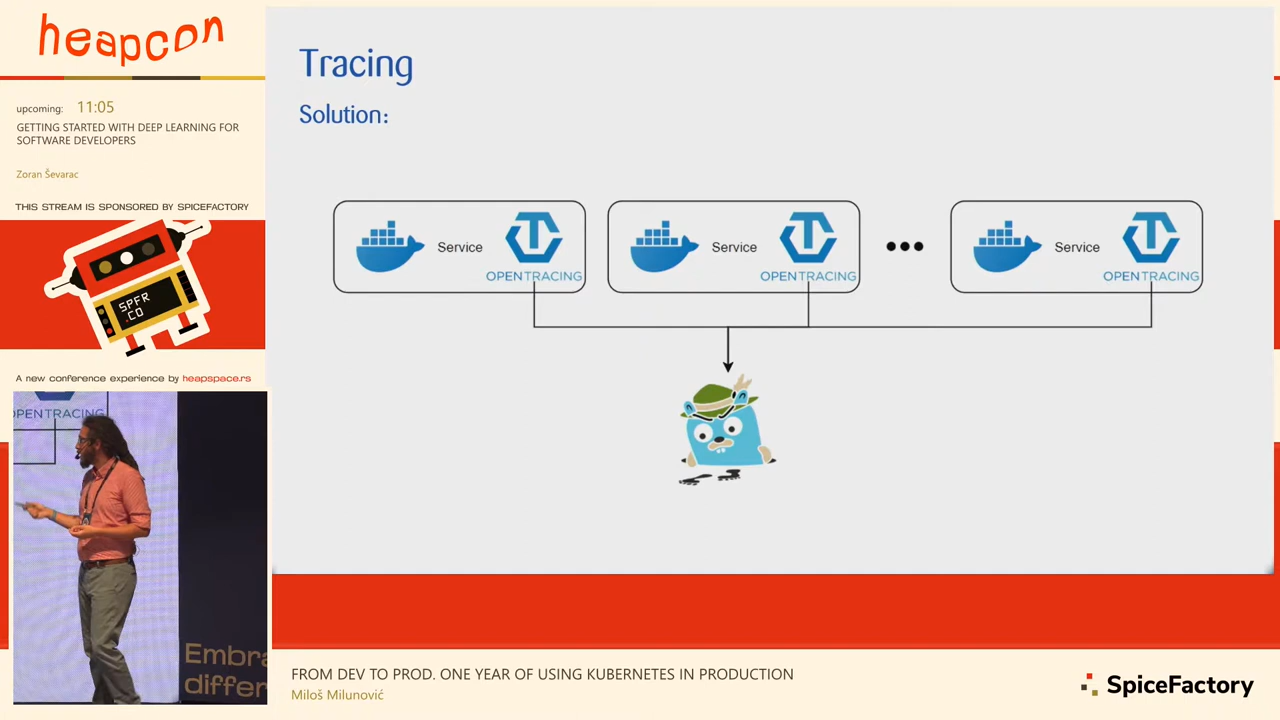 heapcon
upcoming: 11:05
GETTING STARTED WITH DEEP LEARNING FOR
SOFTWARE DEVELOPERS
Zoran Ševarac
THIS STREAM IS SPONSORED BY SPICEFACTORY
SPFR
.CO
A new conference experience by heapspace.rs
Tracing
Solution:
Service
OPENTRACING
Service
OPENTRACING
Service
OPENTRACING
OPENTRACING
Embra
differ
FROM DEV TO PROD. ONE YEAR OF USING KUBERNETES IN PRODUCTION
Miloš Milunović
SpiceFactory